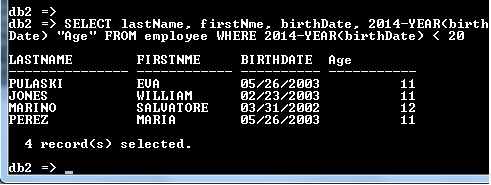 db2 =>
db2 => SELECT lastName, firstNme, birthDate, 2014-YEAR(birth
Date) "Age" FROM employee WHERE 2014-YEAR(birthDate) < 20
LASTNAME FIRSTNME BIRTHDATE Age
--------------- ------------ ---------- -----------
PULASKI EVA 05/26/2003 11
JONES WILLIAM 02/23/2003 11
MARINO SALVATORE 03/31/2002 12
PEREZ MARIA 05/26/2003 11
4 record(s) selected.
db2 => _